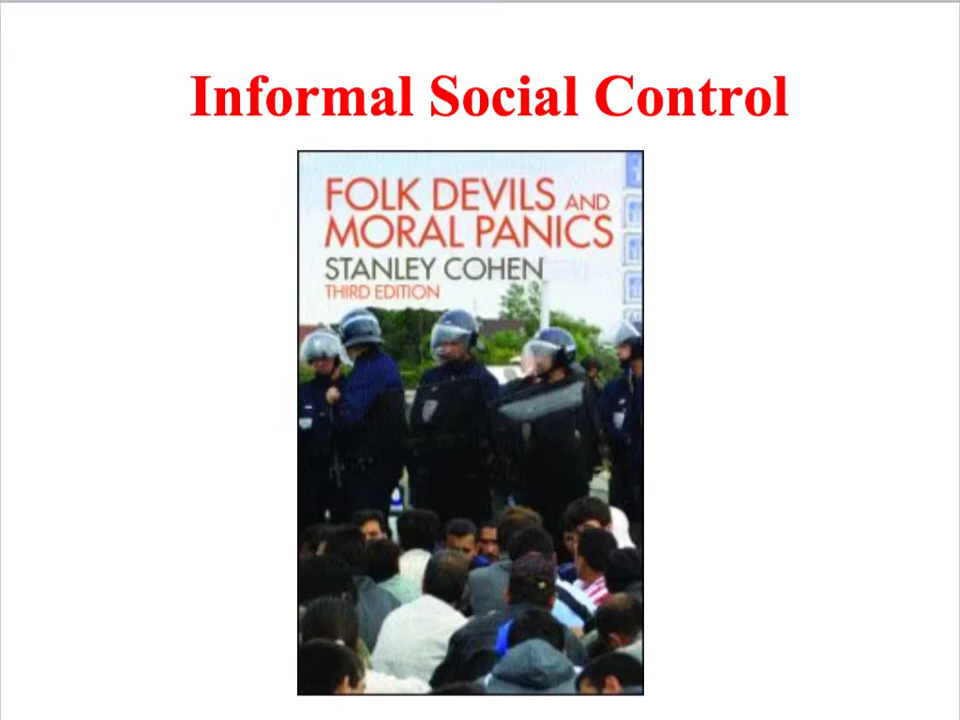 Informal Social Control
FOLK DEVILS AND
MORAL PANICS
STANLEY COHEN
THIRD EDITION